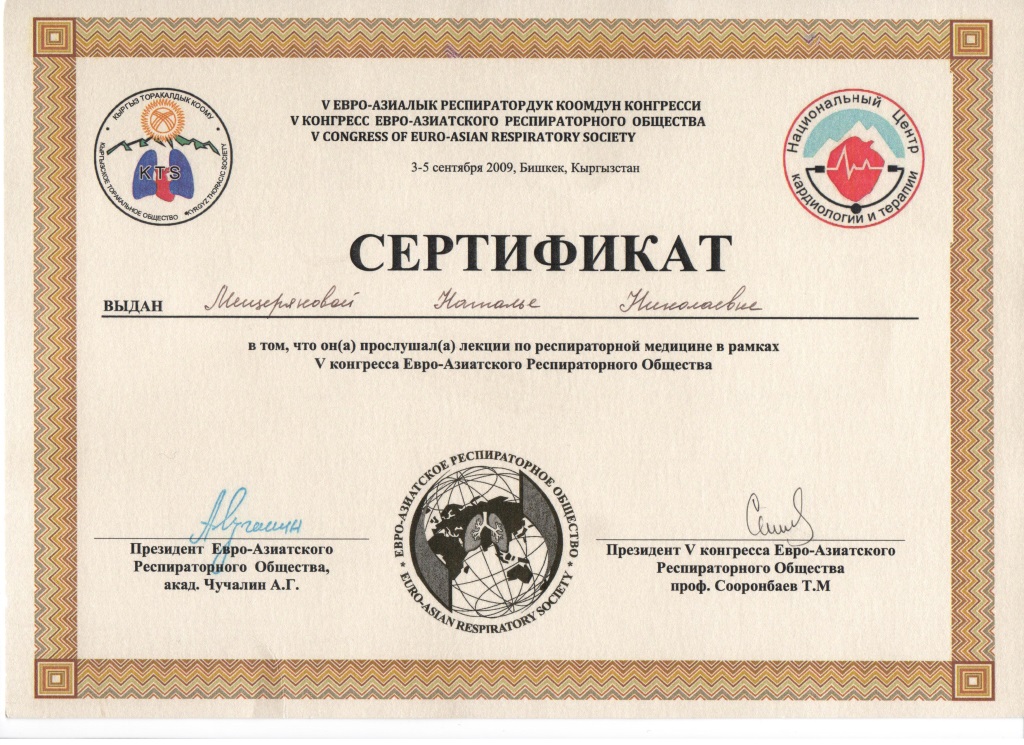 V ЕВРО-АЗИАЛЫК РЕСПИРАТОРДУК КООМДУН КОНГРЕССИ
V КОНГРЕСС ЕВРО-АЗИАТСКОГО РЕСПИРАТОРНОГО ОБЩЕСТВА
V CONGRESS OF EURO-ASIAN RESPIRATORY SOCIETY
3-5 сентября 2009, Бишкек, Кыргызстан
КЫРГЫЗ ТОРАКАЛДЫК КООМУ
КЫРГЫЗСКОЕ ТОРАКАЛЬНОЕ ОБЩЕСТВО
KYRGYZ THORACIC SOCIETY
KTS
Национальный Центр
кардиологии и терапии
СЕРТИФИКАТ
ВЫДАН Мещеряковой Наталье Николаевне
в том, что он(а) прослушал(а) лекции по респираторной медицине в рамках
V конгресса Евро-Азиатского Респираторного Общества
ЕВРО-АЗИАТСКОЕ РЕСПИРАТОРНОЕ ОБЩЕСТВО
EURO-ASIAN RESPIRATORY SOCIETY
Президент Евро-Азиатского
Респираторного Общества,
акад. Чучалин А.Г.
Президент V конгресса Евро-Азиатского
Респираторного Общества
проф. Сооронбаев Т.М